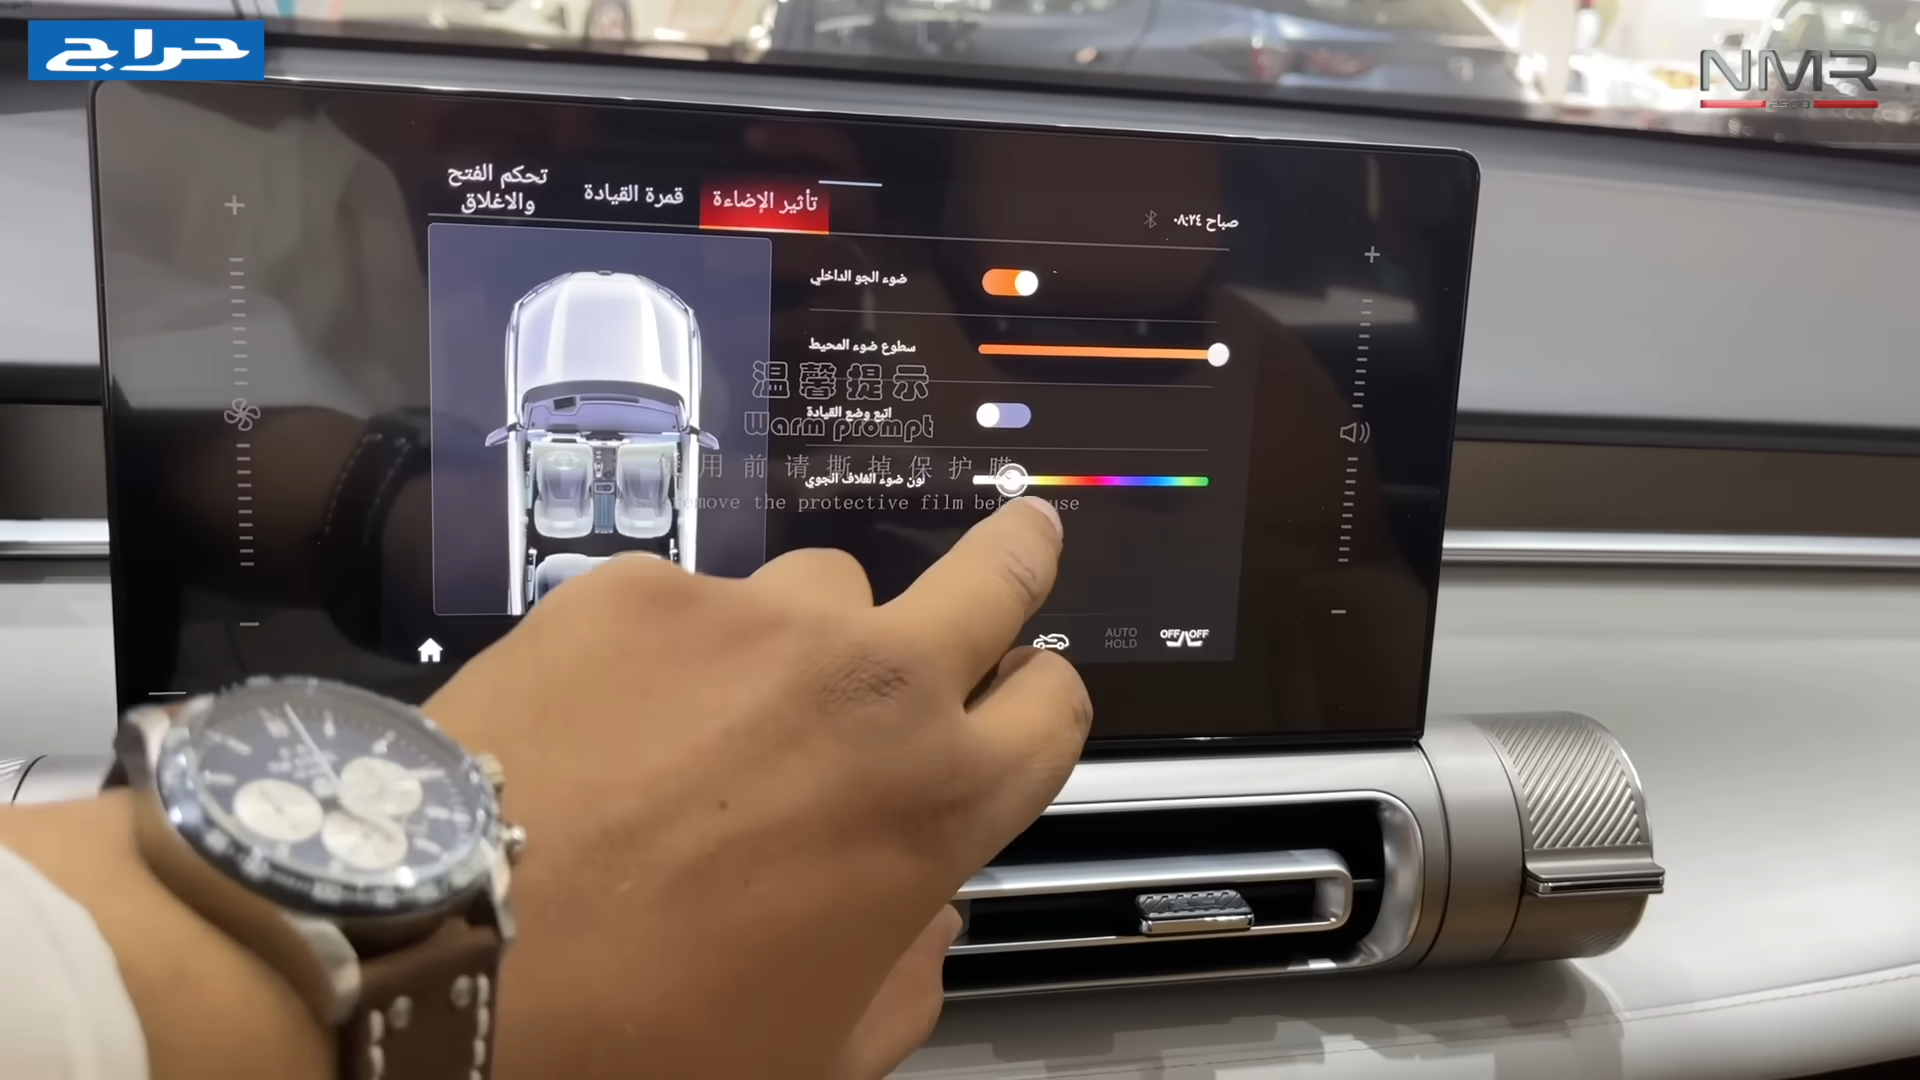 حراج
NMR
2300
تحكم الفتح
والاغلاق
قمرة القيادة
تأثير الإضاءة
صباح ٠٨:٢٤
ضوء الجو الداخلي
سطوع ضوء المحيط
温馨提示
اتبع وضع القيادة
Warm prompt
用前请撕掉保护膜
لون ضوء الغلاف الجوي
remove the protective film
use
AUTO
HOLD
OFF OFF